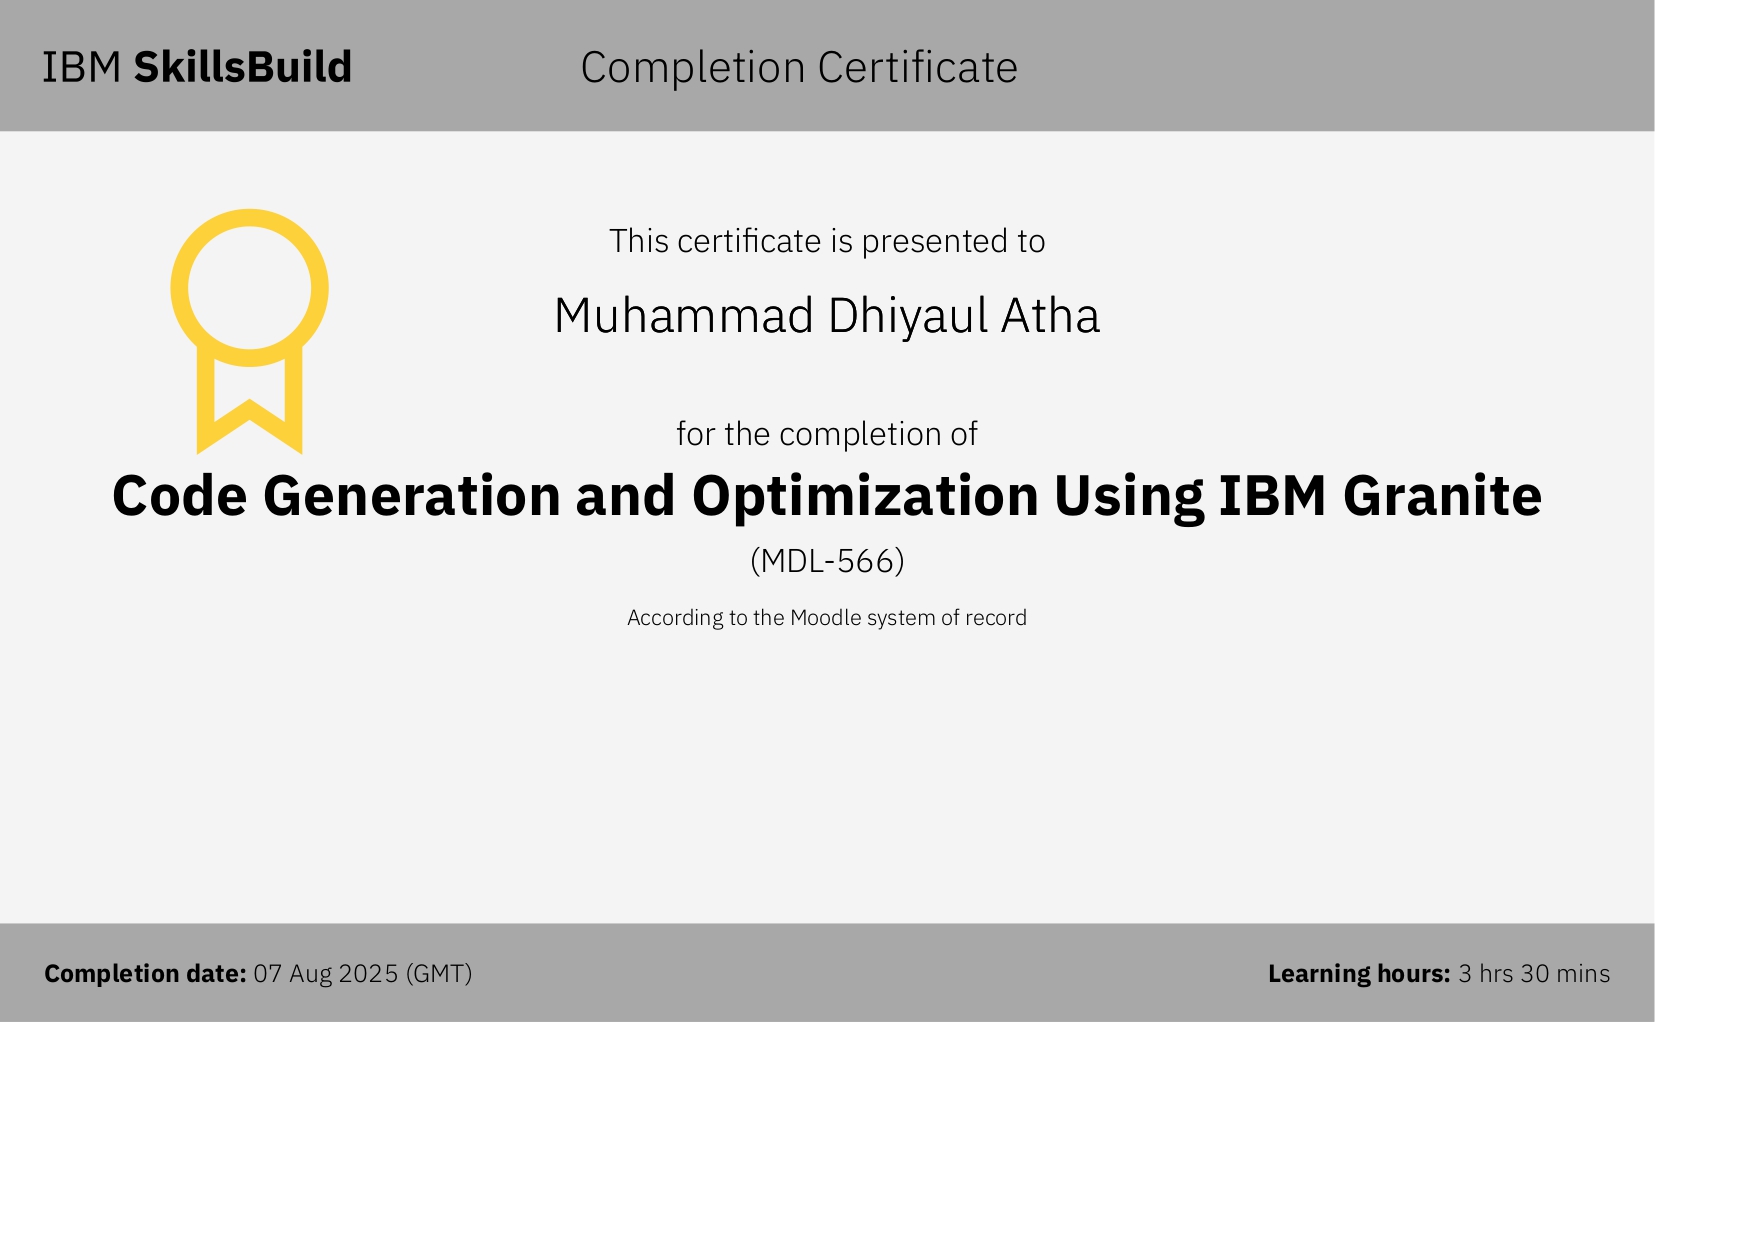 IBM SkillsBuild
Completion Certificate
This certificate is presented to
Muhammad Dhiyaul Atha
for the completion of
Code Generation and Optimization Using IBM Granite
(MDL-566)
According to the Moodle system of record
Completion date: 07 Aug 2025 (GMT)
Learning hours: 3 hrs 30 mins